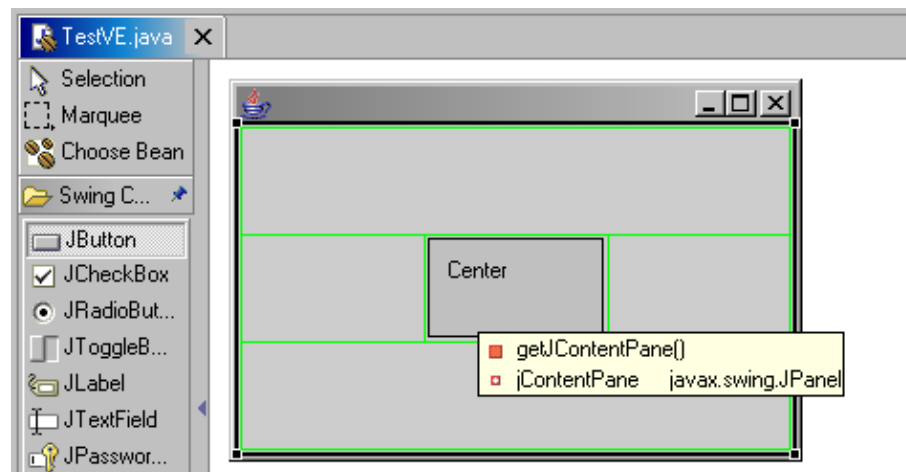 TestVE.java
Selection
Marquee
Choose Bean
Swing C...
JButton
JCheckBox
JRadioBut...
JToggleB...
JLabel
JTextField
JPasswor...
Center
getJContentPane()
jContentPane javax.swing.JPanel